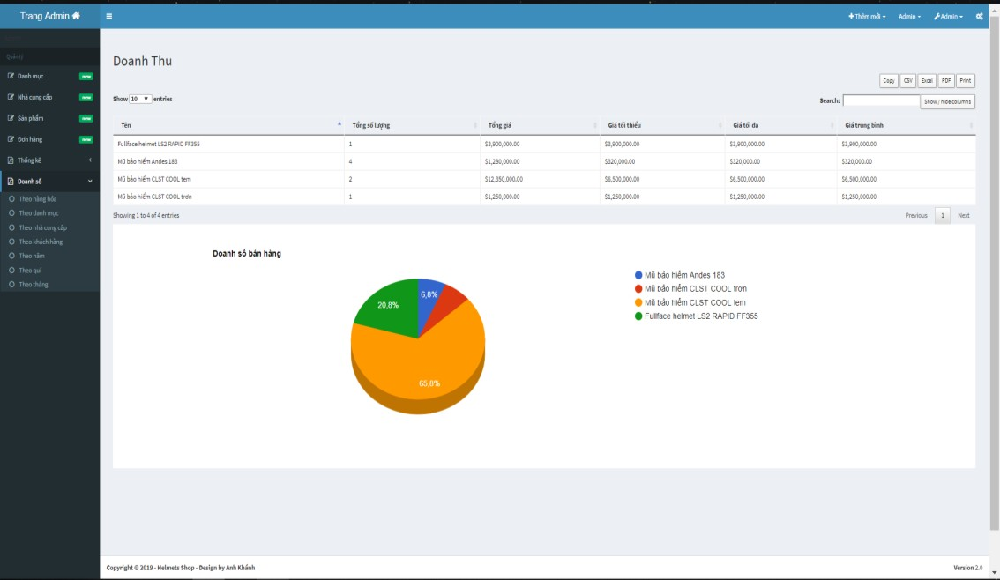 Trang Admin
Thêm mới Admin Admin
Quản lý
Danh mục new
Nhà cung cấp new
Sản phẩm new
Đơn hàng new
Thống kê
Doanh số
Theo hàng hóa
Theo danh mục
Theo nhà cung cấp
Theo khách hàng
Theo năm
Theo quí
Theo tháng
Doanh Thu
Copy CSV Excel PDF Print
Show 10 entries
Search: Show / hide columns
Tên Tổng số lượng Tổng giá Giá tối thiểu Giá tối đa Giá trung bình
Fullface helmet LS2 RAPID FF355 1 $3,900,000.00 $3,900,000.00 $3,900,000.00 $3,900,000.00
Mũ bảo hiểm Andes 183 4 $1,280,000.00 $320,000.00 $320,000.00 $320,000.00
Mũ bảo hiểm CLST COOL tem 2 $12,350,000.00 $6,500,000.00 $6,500,000.00 $6,500,000.00
Mũ bảo hiểm CLST COOL trơn 1 $1,250,000.00 $1,250,000.00 $1,250,000.00 $1,250,000.00
Showing 1 to 4 of 4 entries
Previous 1 Next
Doanh số bán hàng
6,8%
20,8%
65,8%
Mũ bảo hiểm Andes 183
Mũ bảo hiểm CLST COOL trơn
Mũ bảo hiểm CLST COOL tem
Fullface helmet LS2 RAPID FF355
Copyright © 2019 - Helmets Shop - Design by Anh Khánh
Version 2.0